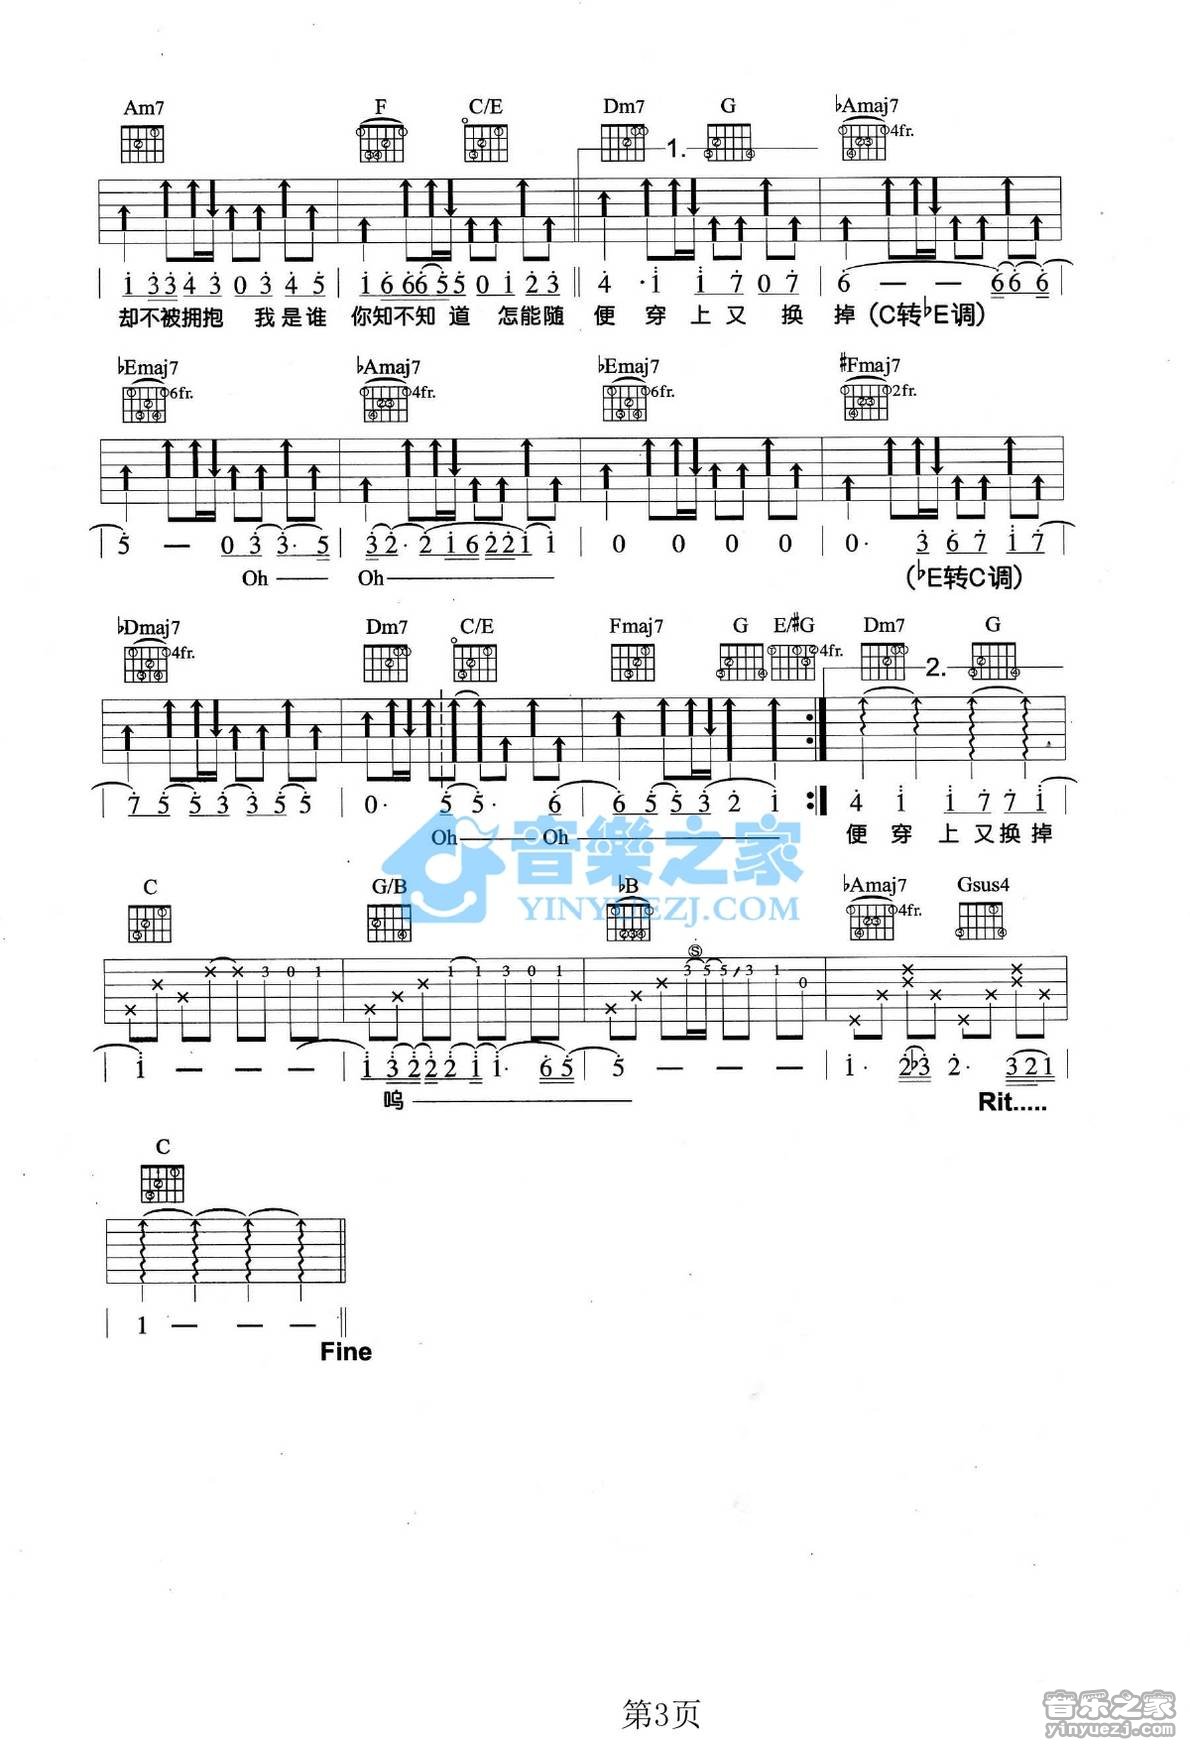 Am7 F C/E Dm7 G ♭Amaj7
1. 4fr.
1 3 3 4 3 0 3 4 5 | 1 6 6 6 5 5 0 1 2 3 ‖ 4 · 1 1 7 0 7 | 6 — — 6 6 6
却不被拥抱 我是谁 你知不知道 怎能随 便穿上又换掉(C转♭E调)
♭Emaj7 ♭Amaj7 ♭Emaj7 #Fmaj7
6fr. 4fr. 6fr. 2fr.
| 5 — 0 3 3 · 5 | 3 2 · 2 1 6 2 2 1 1 | 0 0 0 0 | 0 · 3 6 7 1 7 |
Oh Oh (♭E转C调)
♭Dmaj7 Dm7 C/E Fmaj7 G E/#G Dm7 G
4fr. 4fr. 2.
| 7 5 5 3 3 5 5 | 0 · 5 5 · 6 | 6 5 5 3 2 1 :‖ 4 1 1 7 7 1 |
Oh Oh 便穿上又换掉
音樂之家
YINYUEZJ.COM
C G/B ♭B ♭Amaj7 Gsus4
4fr.
3 0 1 1 1 3 0 1 S 3 5 5 3 1 0
| 1 — — — | 1 3 2 2 2 1 1 · 6 5 | 5 — — — | 1 · 2 ♭3 2 · 3 2 1 |
呜 Rit.....
C
| 1 — — — ‖
Fine
第3页
音乐之家
yinyuezj.com